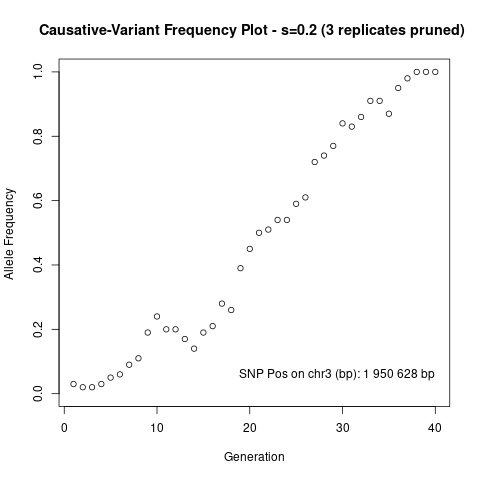 Causative-Variant Frequency Plot - s=0.2 (3 replicates pruned)
1.0
0.8
0.6
0.4
0.2
0.0
Allele Frequency
SNP Pos on chr3 (bp): 1 950 628 bp
0 10 20 30 40
Generation